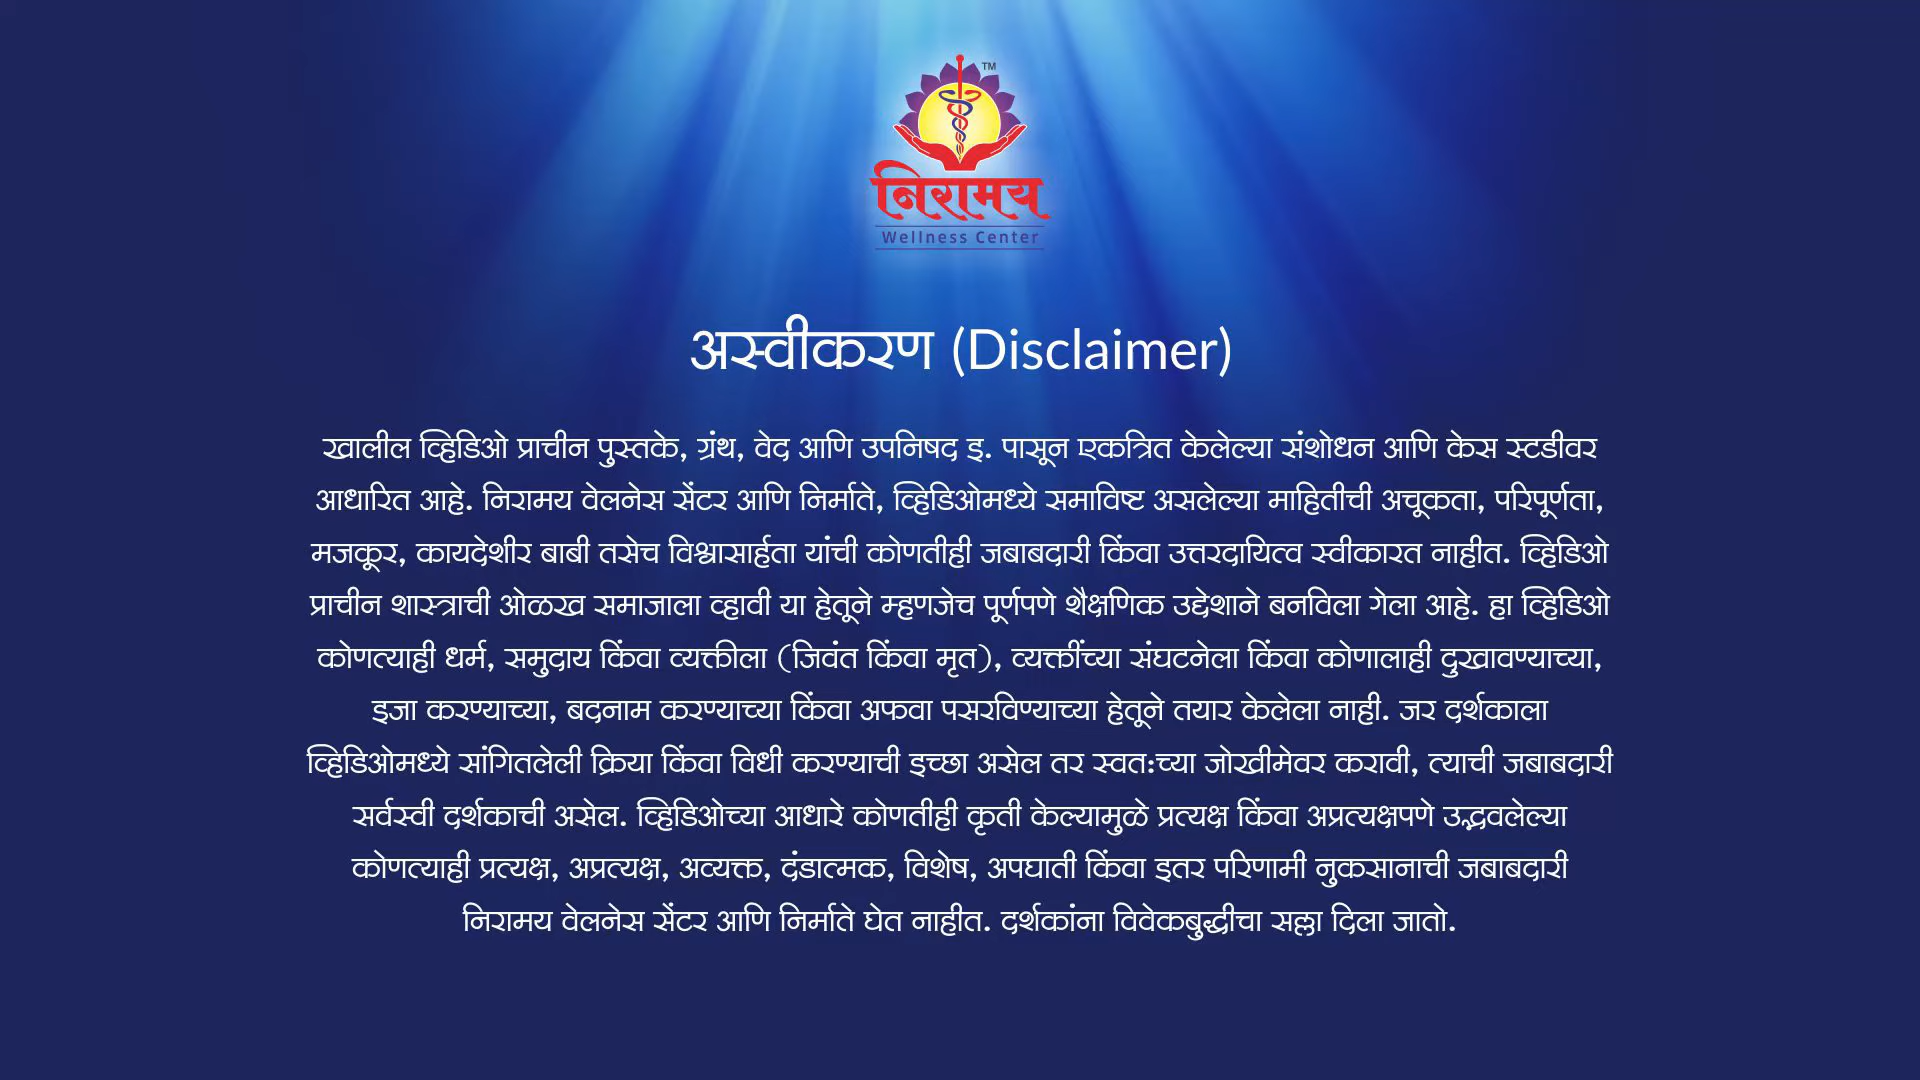 TM
निरामय
Wellness Center
अस्वीकरण (Disclaimer)
खालील व्हिडिओ प्राचीन पुस्तके, ग्रंथ, वेद आणि उपनिषद इ. पासून एकत्रित केलेल्या संशोधन आणि केस स्टडीवर
आधारित आहे. निरामय वेलनेस सेंटर आणि निर्माते, व्हिडिओमध्ये समाविष्ट असलेल्या माहितीची अचूकता, परिपूर्णता,
मजकूर, कायदेशीर बाबी तसेच विश्वासार्हता यांची कोणतीही जबाबदारी किंवा उत्तरदायित्व स्वीकारत नाहीत. व्हिडिओ
प्राचीन शास्त्राची ओळख समाजाला व्हावी या हेतूने म्हणजेच पूर्णपणे शैक्षणिक उद्देशाने बनविला गेला आहे. हा व्हिडिओ
कोणत्याही धर्म, समुदाय किंवा व्यक्तीला (जिवंत किंवा मृत), व्यक्तींच्या संघटनेला किंवा कोणालाही दुखावण्याच्या,
इजा करण्याच्या, बदनाम करण्याच्या किंवा अफवा पसरविण्याच्या हेतूने तयार केलेला नाही. जर दर्शकाला
व्हिडिओमध्ये सांगितलेली क्रिया किंवा विधी करण्याची इच्छा असेल तर स्वत:च्या जोखीमेवर करावी, त्याची जबाबदारी
सर्वस्वी दर्शकाची असेल. व्हिडिओच्या आधारे कोणतीही कृती केल्यामुळे प्रत्यक्ष किंवा अप्रत्यक्षपणे उद्भवलेल्या
कोणत्याही प्रत्यक्ष, अप्रत्यक्ष, अव्यक्त, दंडात्मक, विशेष, अपघाती किंवा इतर परिणामी नुकसानाची जबाबदारी
निरामय वेलनेस सेंटर आणि निर्माते घेत नाहीत. दर्शकांना विवेकबुद्धीचा सल्ला दिला जातो.